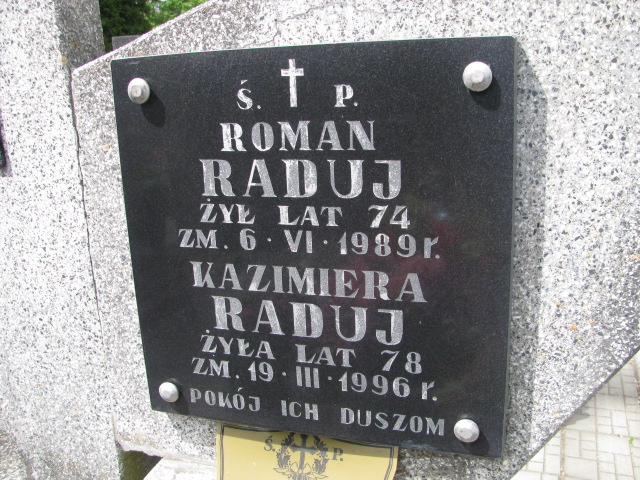 Ś. P.
ROMAN
RADUJ
ŻYŁ LAT 74
ZM. 6 · VI · 1989 r.
KAZIMIERA
RADUJ
ŻYŁA LAT 78
ZM. 19 · III · 1996 r.
POKÓJ ICH DUSZOM
Ś. P.